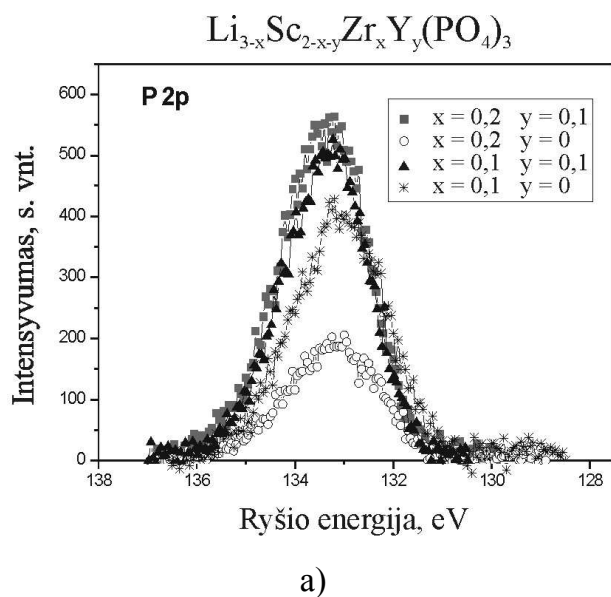 Li₃₋ₓSc₂₋ₓ₋ᵧZrₓYᵧ(PO₄)₃
P 2p
x = 0,2 y = 0,1
x = 0,2 y = 0
x = 0,1 y = 0,1
x = 0,1 y = 0
Intensyvumas, s. vnt.
600
500
400
300
200
100
0
138 136 134 132 130 128
Ryšio energija, eV
a)